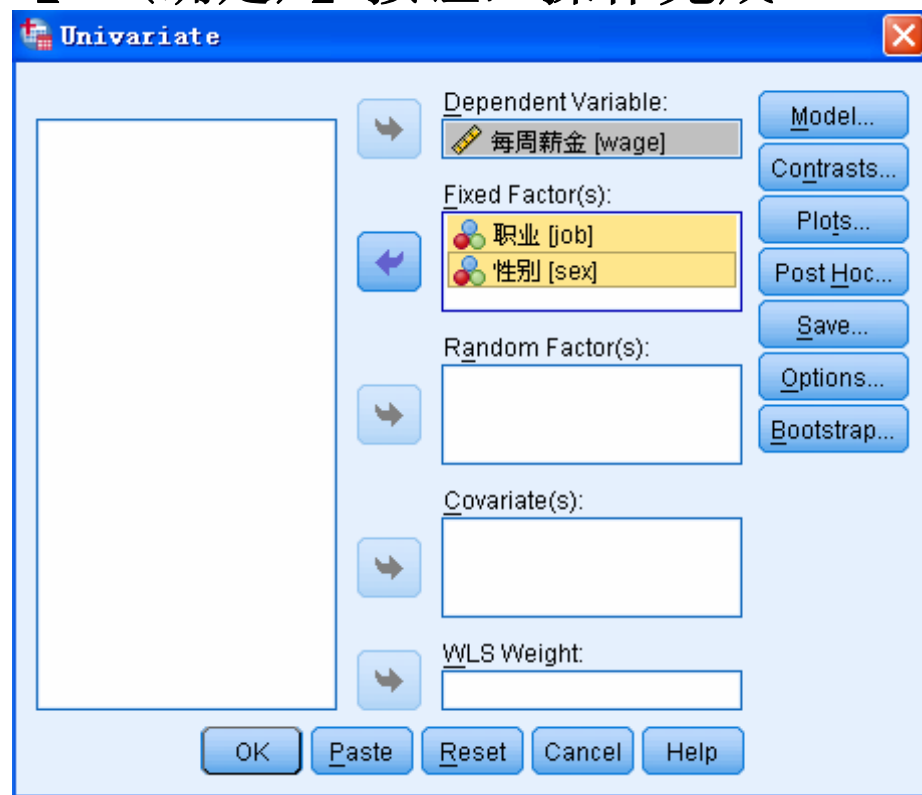 Univariate
Dependent Variable:
每周薪金 [wage]
Fixed Factor(s):
职业 [job]
性别 [sex]
Random Factor(s):
Covariate(s):
WLS Weight:
Model...
Contrasts...
Plots...
Post Hoc...
Save...
Options...
Bootstrap...
OK
Paste
Reset
Cancel
Help